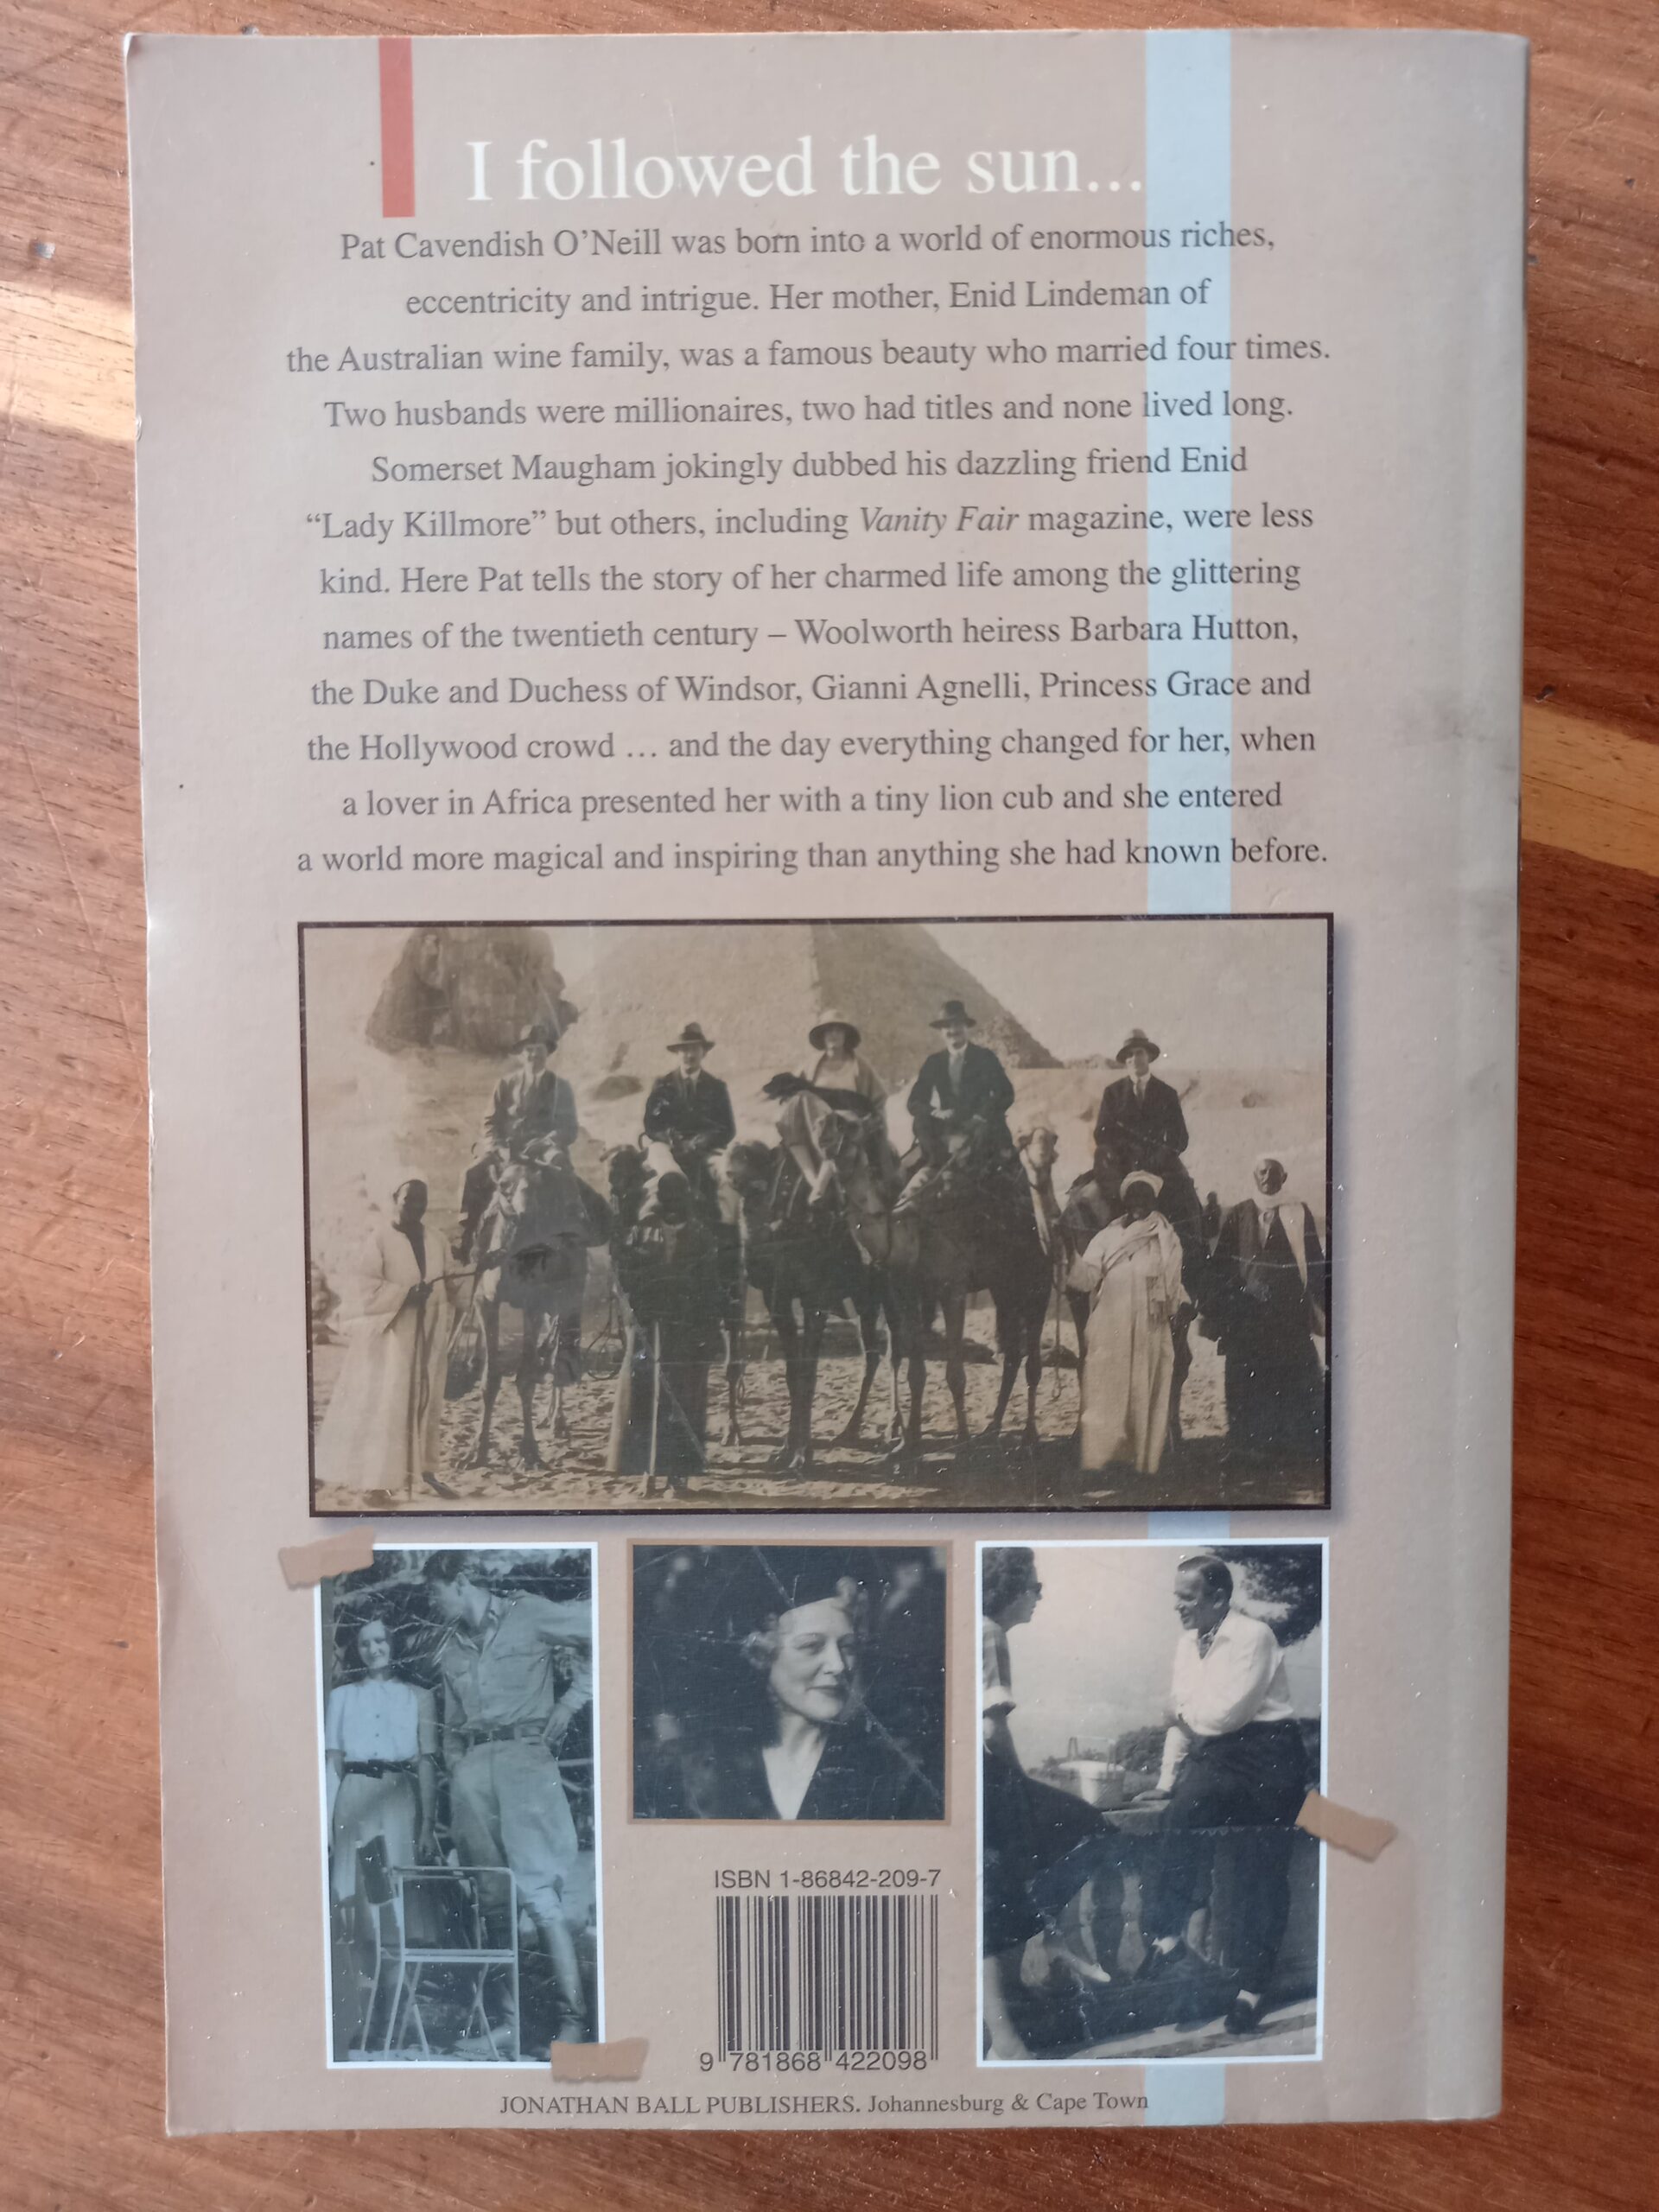 I followed the sun...
Pat Cavendish O’Neill was born into a world of enormous riches,
eccentricity and intrigue. Her mother, Enid Lindeman of
the Australian wine family, was a famous beauty who married four times.
Two husbands were millionaires, two had titles and none lived long.
Somerset Maugham jokingly dubbed his dazzling friend Enid
“Lady Killmore” but others, including Vanity Fair magazine, were less
kind. Here Pat tells the story of her charmed life among the glittering
names of the twentieth century – Woolworth heiress Barbara Hutton,
the Duke and Duchess of Windsor, Gianni Agnelli, Princess Grace and
the Hollywood crowd … and the day everything changed for her, when
a lover in Africa presented her with a tiny lion cub and she entered
a world more magical and inspiring than anything she had known before.
ISBN 1-86842-209-7
9 781868 422098
JONATHAN BALL PUBLISHERS. Johannesburg & Cape Town